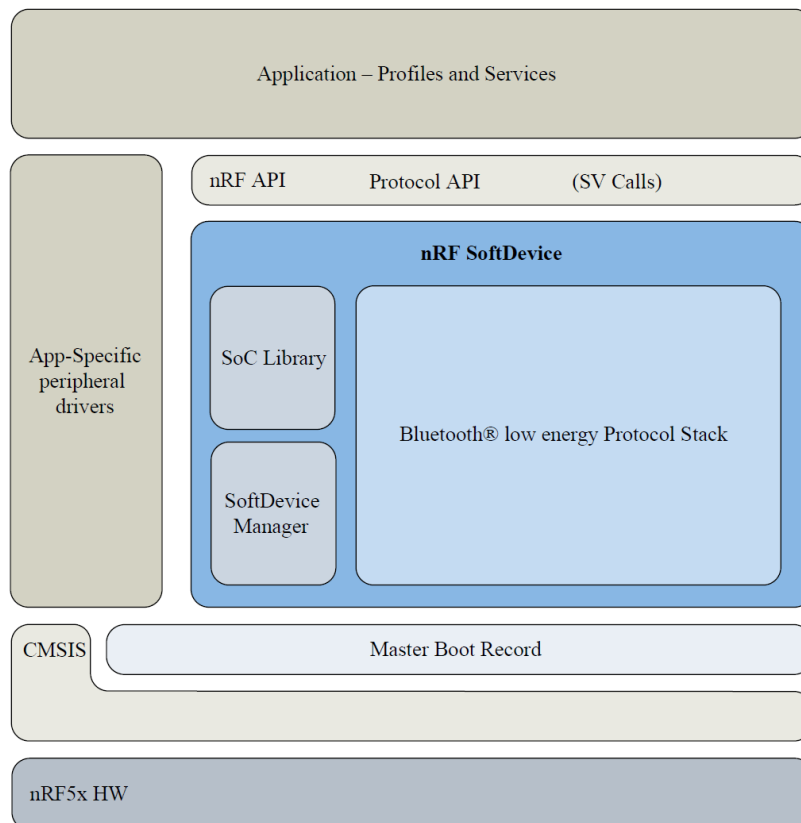 Application – Profiles and Services
nRF API Protocol API (SV Calls)
nRF SoftDevice
App-Specific
peripheral
drivers
SoC Library
Bluetooth® low energy Protocol Stack
SoftDevice
Manager
CMSIS
Master Boot Record
nRF5x HW